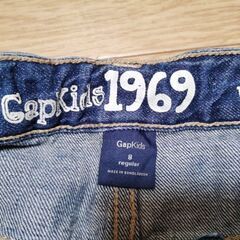 GapKids 1969
GapKids
8
regular
MADE IN BANGLADESH